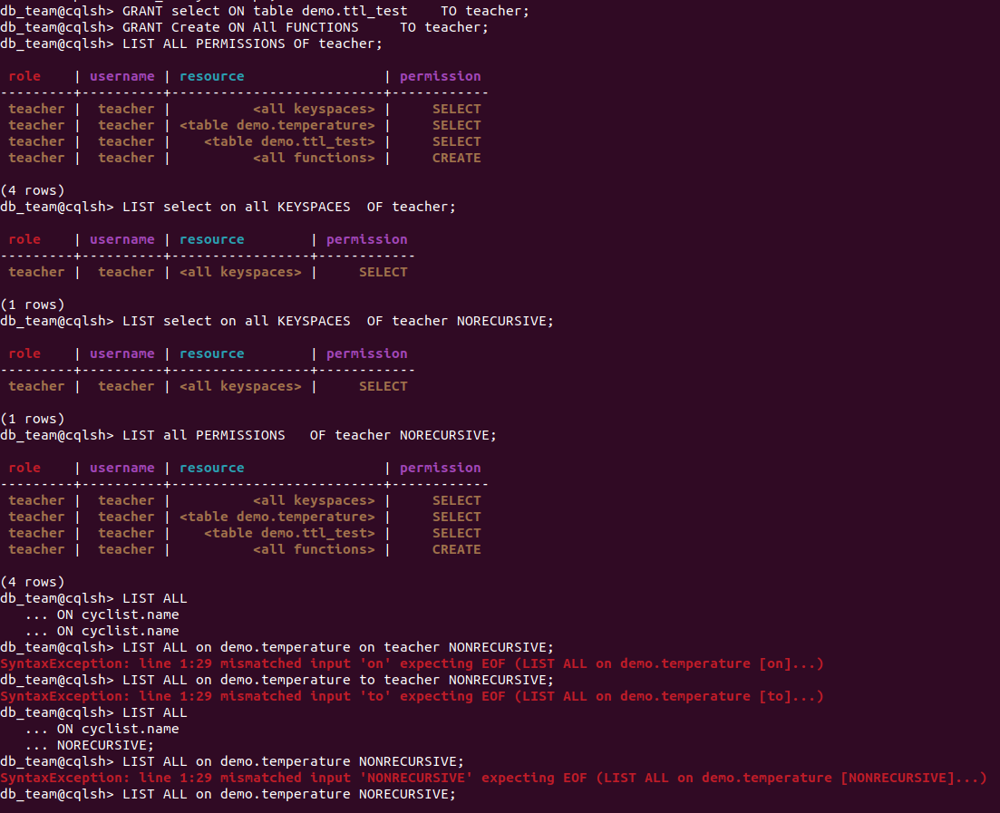 db_team@cqlsh> GRANT select ON table demo.ttl_test    TO teacher;
db_team@cqlsh> GRANT Create ON All FUNCTIONS     TO teacher;
db_team@cqlsh> LIST ALL PERMISSIONS OF teacher;
 role    | username | resource                 | permission
---------+----------+--------------------------+------------
 teacher |  teacher |          <all keyspaces> |     SELECT
 teacher |  teacher | <table demo.temperature> |     SELECT
 teacher |  teacher |    <table demo.ttl_test> |     SELECT
 teacher |  teacher |          <all functions> |     CREATE
(4 rows)
db_team@cqlsh> LIST select on all KEYSPACES  OF teacher;
 role    | username | resource        | permission
---------+----------+-----------------+------------
 teacher |  teacher | <all keyspaces> |     SELECT
(1 rows)
db_team@cqlsh> LIST select on all KEYSPACES  OF teacher NORECURSIVE;
 role    | username | resource        | permission
---------+----------+-----------------+------------
 teacher |  teacher | <all keyspaces> |     SELECT
(1 rows)
db_team@cqlsh> LIST all PERMISSIONS   OF teacher NORECURSIVE;
 role    | username | resource                 | permission
---------+----------+--------------------------+------------
 teacher |  teacher |          <all keyspaces> |     SELECT
 teacher |  teacher | <table demo.temperature> |     SELECT
 teacher |  teacher |    <table demo.ttl_test> |     SELECT
 teacher |  teacher |          <all functions> |     CREATE
(4 rows)
db_team@cqlsh> LIST ALL
   ... ON cyclist.name
   ... ON cyclist.name
db_team@cqlsh> LIST ALL on demo.temperature on teacher NONRECURSIVE;
SyntaxException: line 1:29 mismatched input 'on' expecting EOF (LIST ALL on demo.temperature [on]...)
db_team@cqlsh> LIST ALL on demo.temperature to teacher NONRECURSIVE;
SyntaxException: line 1:29 mismatched input 'to' expecting EOF (LIST ALL on demo.temperature [to]...)
db_team@cqlsh> LIST ALL
   ... ON cyclist.name
   ... NORECURSIVE;
db_team@cqlsh> LIST ALL on demo.temperature NONRECURSIVE;
SyntaxException: line 1:29 mismatched input 'NONRECURSIVE' expecting EOF (LIST ALL on demo.temperature [NONRECURSIVE]...)
db_team@cqlsh> LIST ALL on demo.temperature NORECURSIVE;